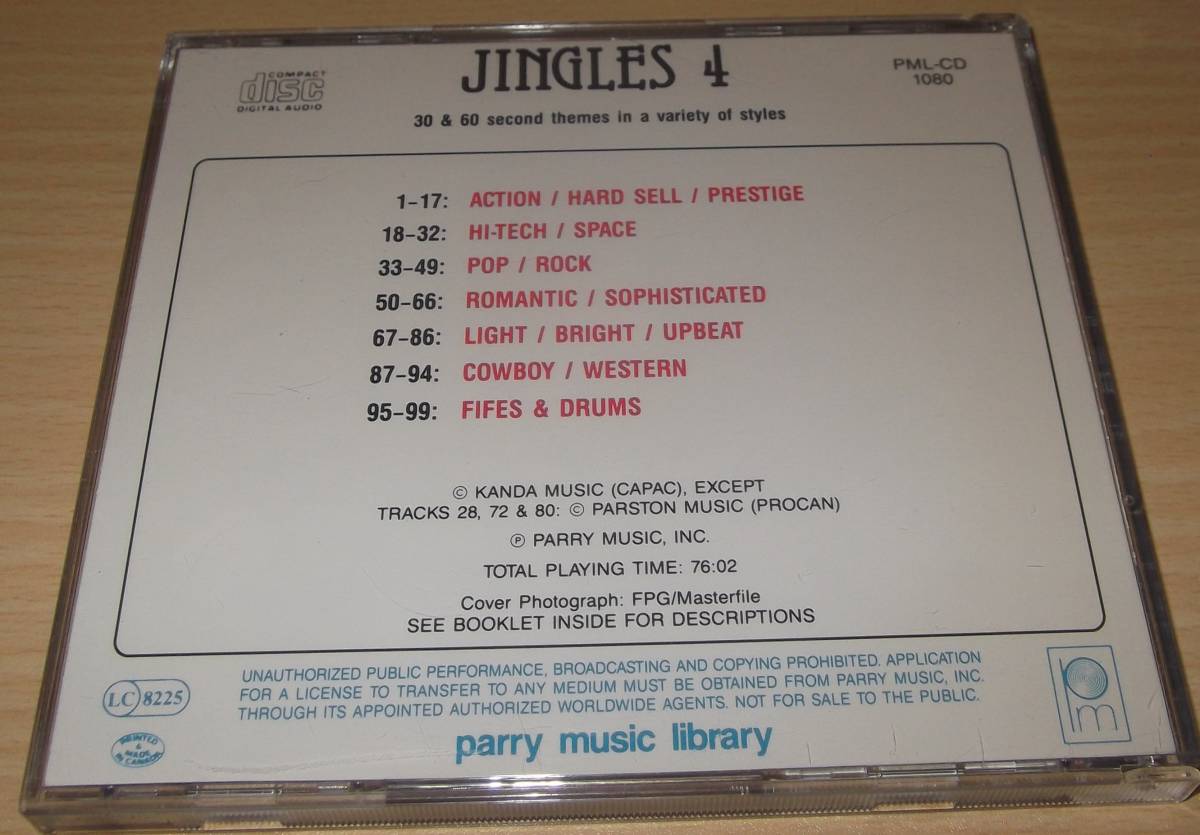 COMPACT
disc
DIGITAL AUDIO
JINGLES 4
PML-CD
1080
30 & 60 second themes in a variety of styles
1-17: ACTION / HARD SELL / PRESTIGE
18-32: HI-TECH / SPACE
33-49: POP / ROCK
50-66: ROMANTIC / SOPHISTICATED
67-86: LIGHT / BRIGHT / UPBEAT
87-94: COWBOY / WESTERN
95-99: FIFES & DRUMS
© KANDA MUSIC (CAPAC), EXCEPT
TRACKS 28, 72 & 80: © PARSTON MUSIC (PROCAN)
℗ PARRY MUSIC, INC.
TOTAL PLAYING TIME: 76:02
Cover Photograph: FPG/Masterfile
SEE BOOKLET INSIDE FOR DESCRIPTIONS
UNAUTHORIZED PUBLIC PERFORMANCE, BROADCASTING AND COPYING PROHIBITED. APPLICATION
FOR A LICENSE TO TRANSFER TO ANY MEDIUM MUST BE OBTAINED FROM PARRY MUSIC, INC.
THROUGH ITS APPOINTED AUTHORIZED WORLDWIDE AGENTS. NOT FOR SALE TO THE PUBLIC.
LC 8225
PRINTED
&
MADE
IN CANADA
parry music library
pm